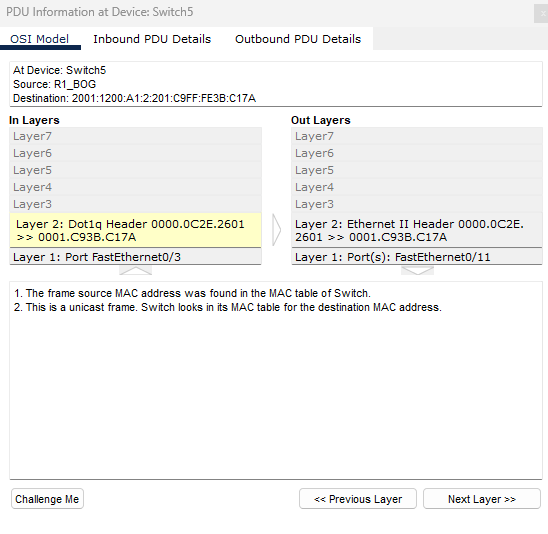 PDU Information at Device: Switch5
x
OSI Model Inbound PDU Details Outbound PDU Details
At Device: Switch5
Source: R1_BOG
Destination: 2001:1200:A1:2:201:C9FF:FE3B:C17A
In Layers
Layer7
Layer6
Layer5
Layer4
Layer3
Layer 2: Dot1q Header 0000.0C2E.2601
>> 0001.C93B.C17A
Layer 1: Port FastEthernet0/3
Out Layers
Layer7
Layer6
Layer5
Layer4
Layer3
Layer 2: Ethernet II Header 0000.0C2E.
2601 >> 0001.C93B.C17A
Layer 1: Port(s): FastEthernet0/11
1. The frame source MAC address was found in the MAC table of Switch.
2. This is a unicast frame. Switch looks in its MAC table for the destination MAC address.
Challenge Me << Previous Layer Next Layer >>